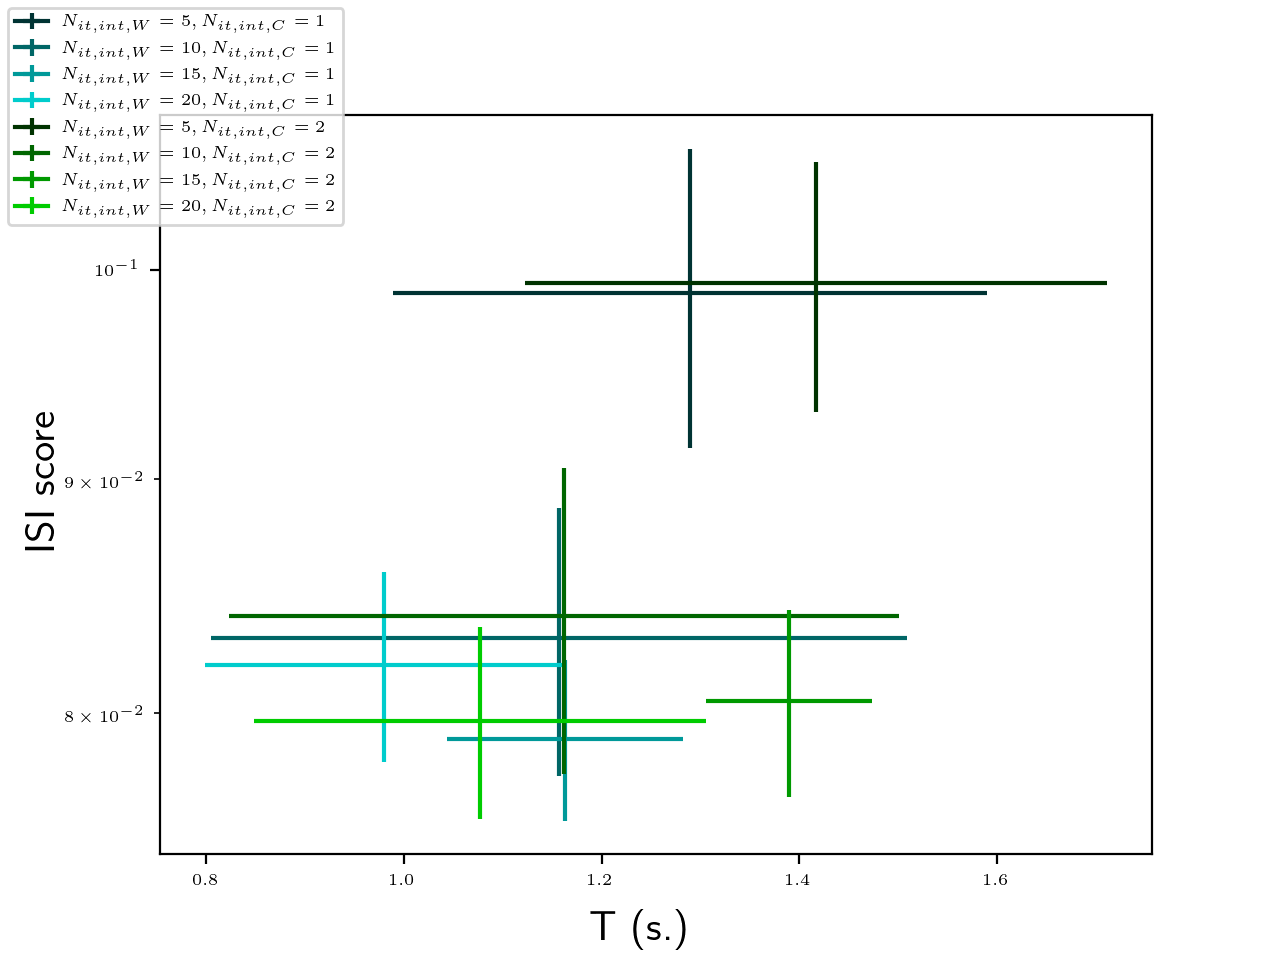 N_{it,int,W} = 5, N_{it,int,C} = 1
N_{it,int,W} = 10, N_{it,int,C} = 1
N_{it,int,W} = 15, N_{it,int,C} = 1
N_{it,int,W} = 20, N_{it,int,C} = 1
N_{it,int,W} = 5, N_{it,int,C} = 2
N_{it,int,W} = 10, N_{it,int,C} = 2
N_{it,int,W} = 15, N_{it,int,C} = 2
N_{it,int,W} = 20, N_{it,int,C} = 2
10^{-1}
9 × 10^{-2}
8 × 10^{-2}
ISI score
0.8 1.0 1.2 1.4 1.6
T (s.)